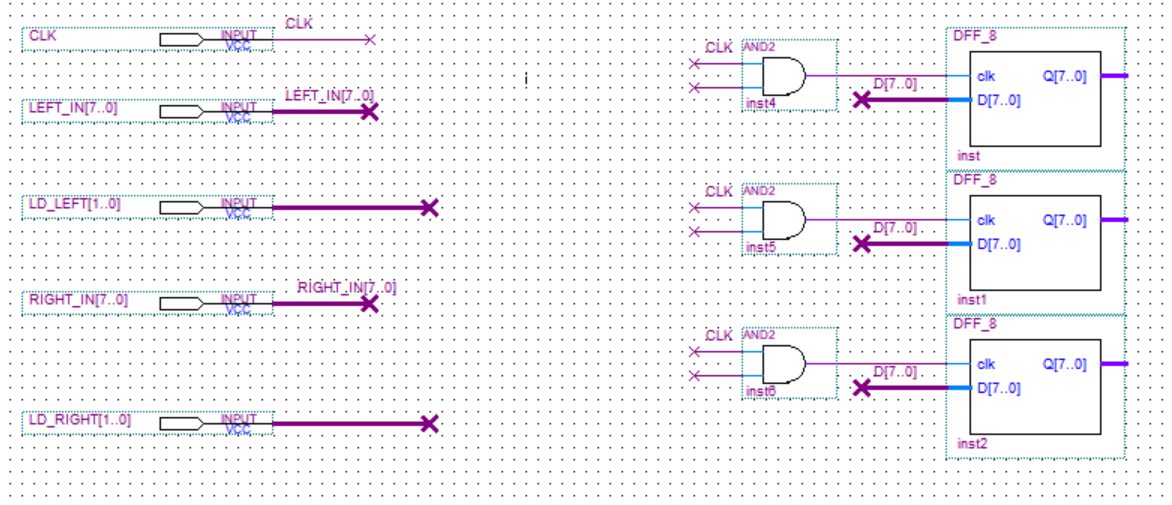 CLK
CLK
INPUT
VCC
LEFT_IN[7..0]
LEFT_IN[7..0]
INPUT
VCC
LD_LEFT[1..0]
INPUT
VCC
RIGHT_IN[7..0]
RIGHT_IN[7..0]
INPUT
VCC
LD_RIGHT[1..0]
INPUT
VCC
i
CLK
AND2
inst4
D[7..0]
DFF_8
clk
Q[7..0]
D[7..0]
inst
CLK
AND2
inst5
D[7..0]
DFF_8
clk
Q[7..0]
D[7..0]
inst1
CLK
AND2
inst6
D[7..0]
DFF_8
clk
Q[7..0]
D[7..0]
inst2